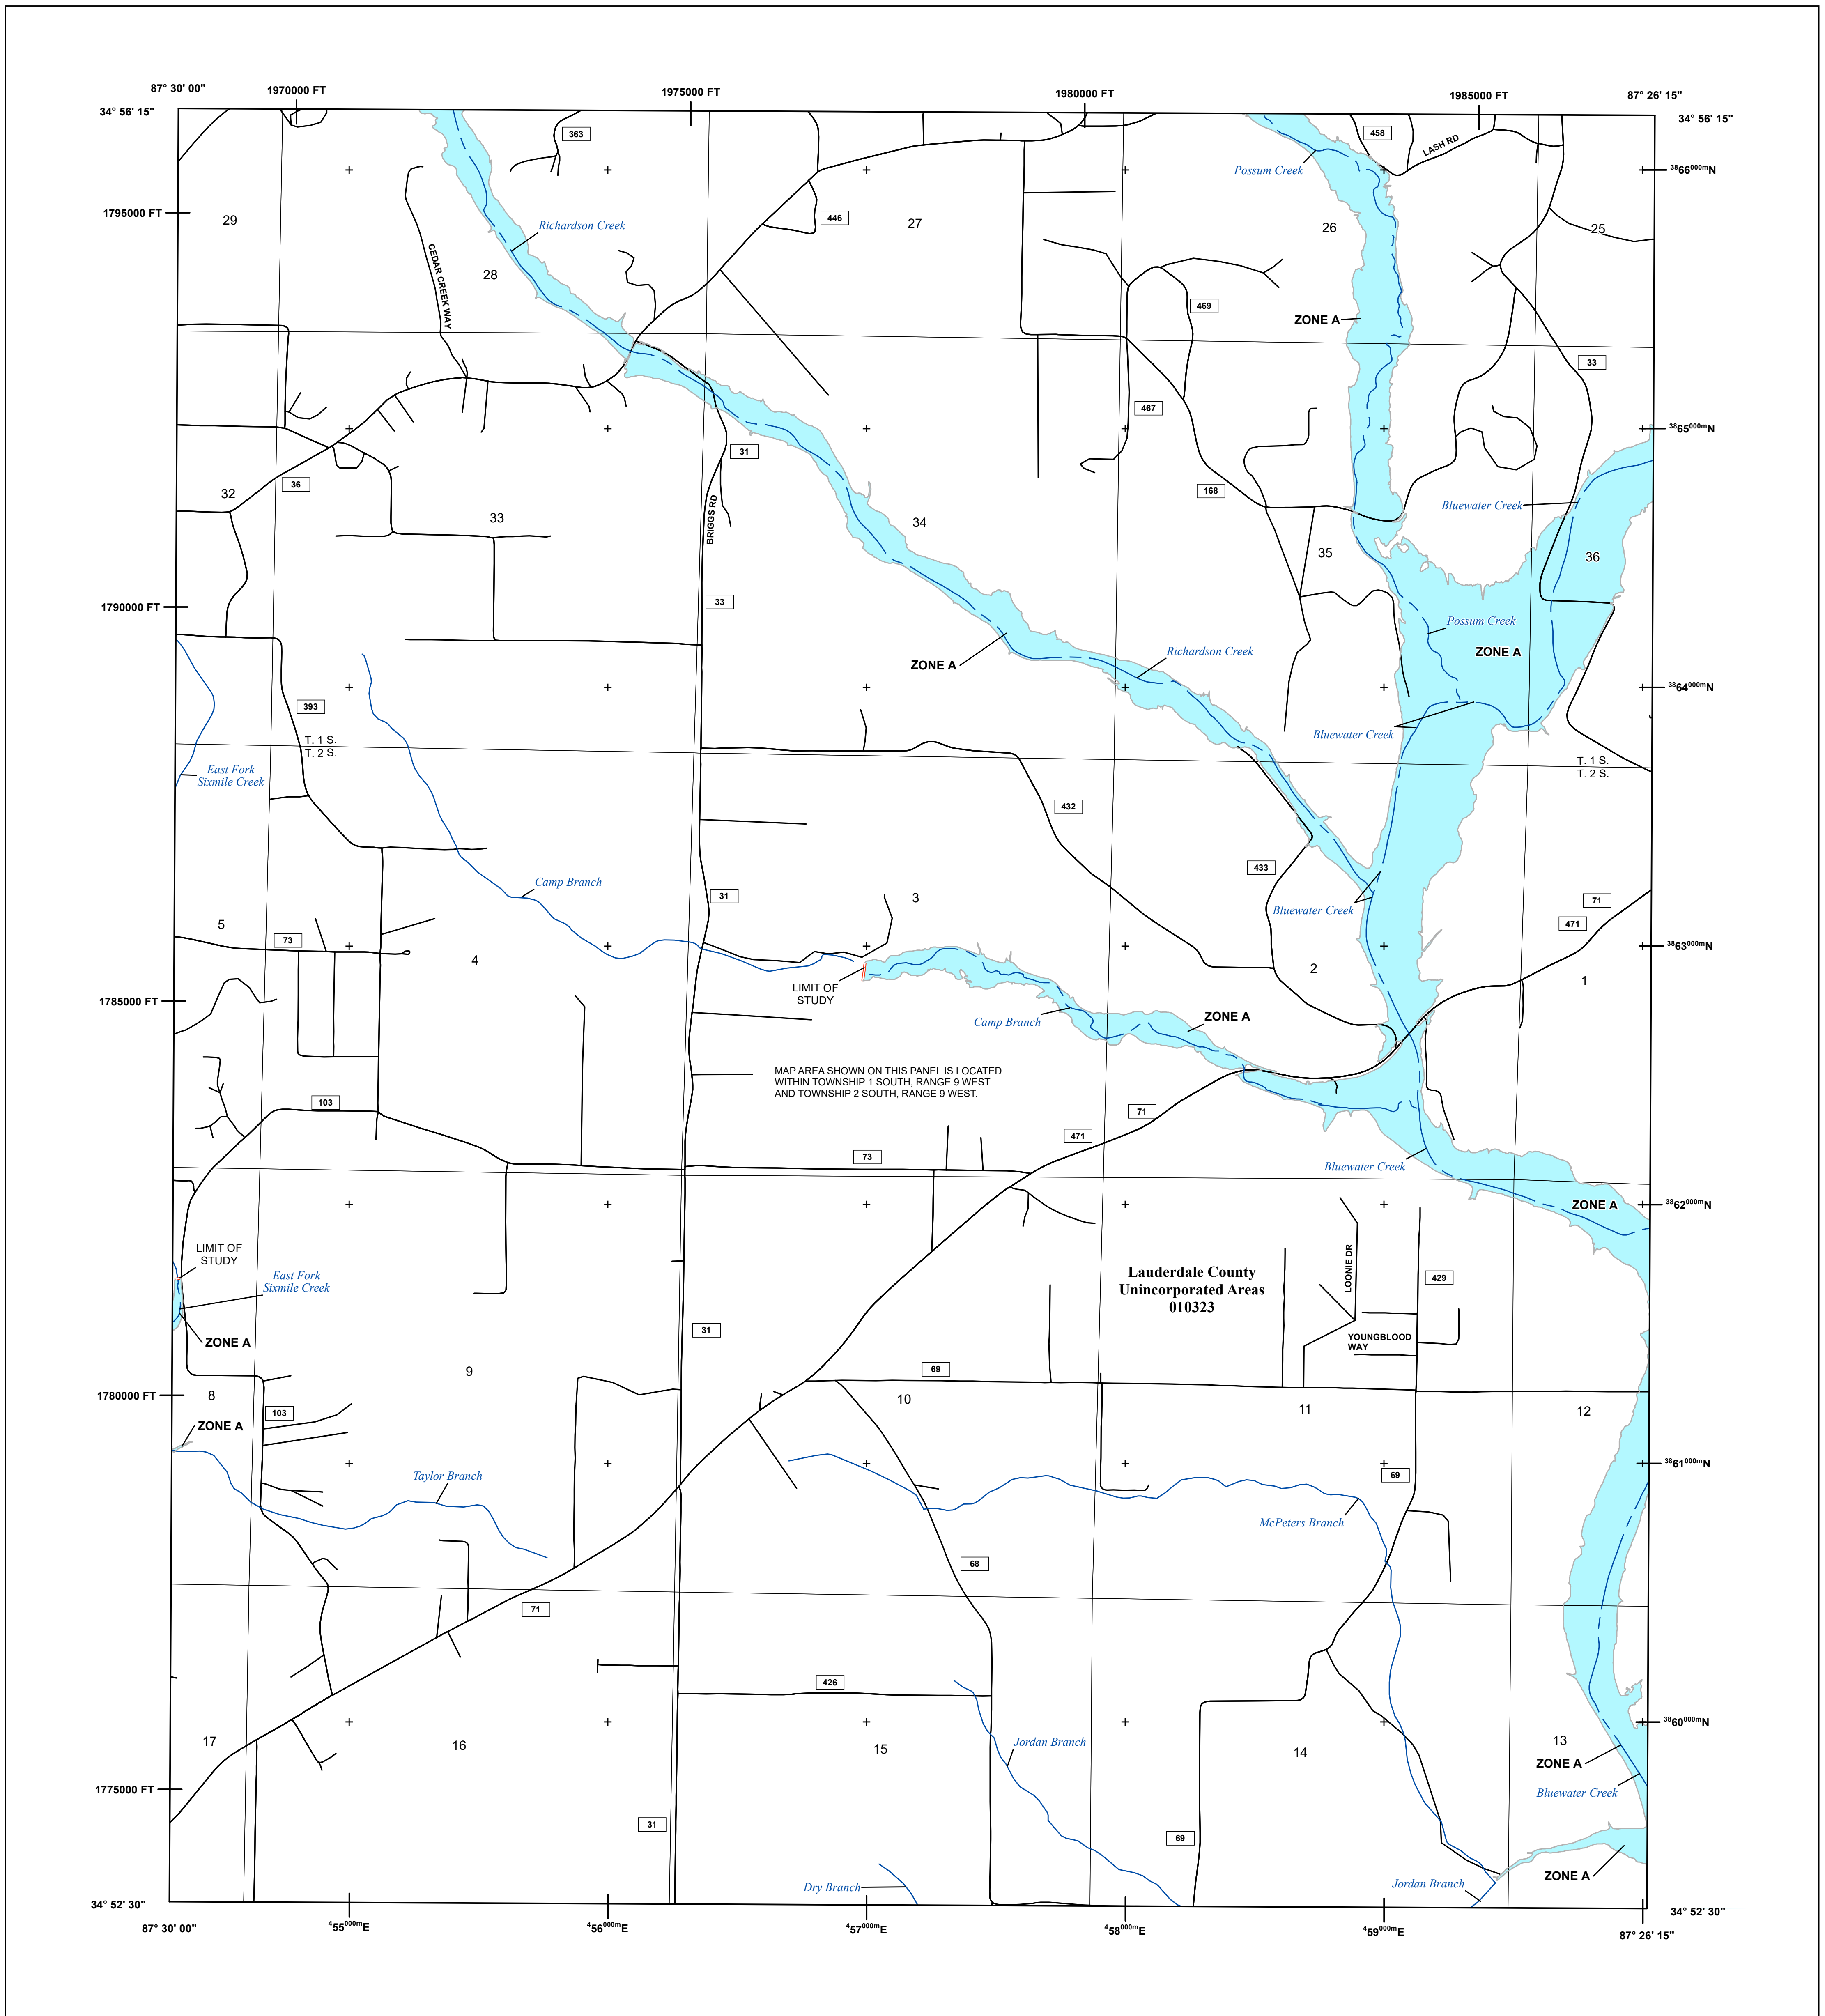 87° 30' 00"
1970000 FT
1975000 FT
1980000 FT
1985000 FT
87° 26' 15"
34° 56' 15"
34° 56' 15"
363
458
LASH RD
Possum Creek
3866000mN
1795000 FT
29
446
27
26
25
Richardson Creek
CEDAR CREEK WAY
28
469
ZONE A
33
467
3865000mN
31
36
32
168
BRIGGS RD
33
34
Bluewater Creek
35
36
33
1790000 FT
Possum Creek
ZONE A
Richardson Creek
ZONE A
3864000mN
393
Bluewater Creek
T. 1 S.
T. 2 S.
T. 1 S.
T. 2 S.
East Fork
Sixmile Creek
432
433
Camp Branch
31
3
71
Bluewater Creek
471
5
73
3863000mN
4
2
1
LIMIT OF
STUDY
1785000 FT
Camp Branch
ZONE A
MAP AREA SHOWN ON THIS PANEL IS LOCATED
WITHIN TOWNSHIP 1 SOUTH, RANGE 9 WEST
AND TOWNSHIP 2 SOUTH, RANGE 9 WEST.
103
71
471
73
Bluewater Creek
ZONE A
3862000mN
LIMIT OF
STUDY
East Fork
Sixmile Creek
Lauderdale County
Unincorporated Areas
010323
LOONIE DR
429
31
ZONE A
YOUNGBLOOD
WAY
9
69
1780000 FT
8
10
11
12
103
ZONE A
Taylor Branch
69
3861000mN
McPeters Branch
68
71
426
3860000mN
17
16
15
Jordan Branch
14
13
ZONE A
1775000 FT
Bluewater Creek
31
69
ZONE A
Dry Branch
Jordan Branch
34° 52' 30"
34° 52' 30"
87° 30' 00"
455000mE
456000mE
457000mE
458000mE
459000mE
87° 26' 15"